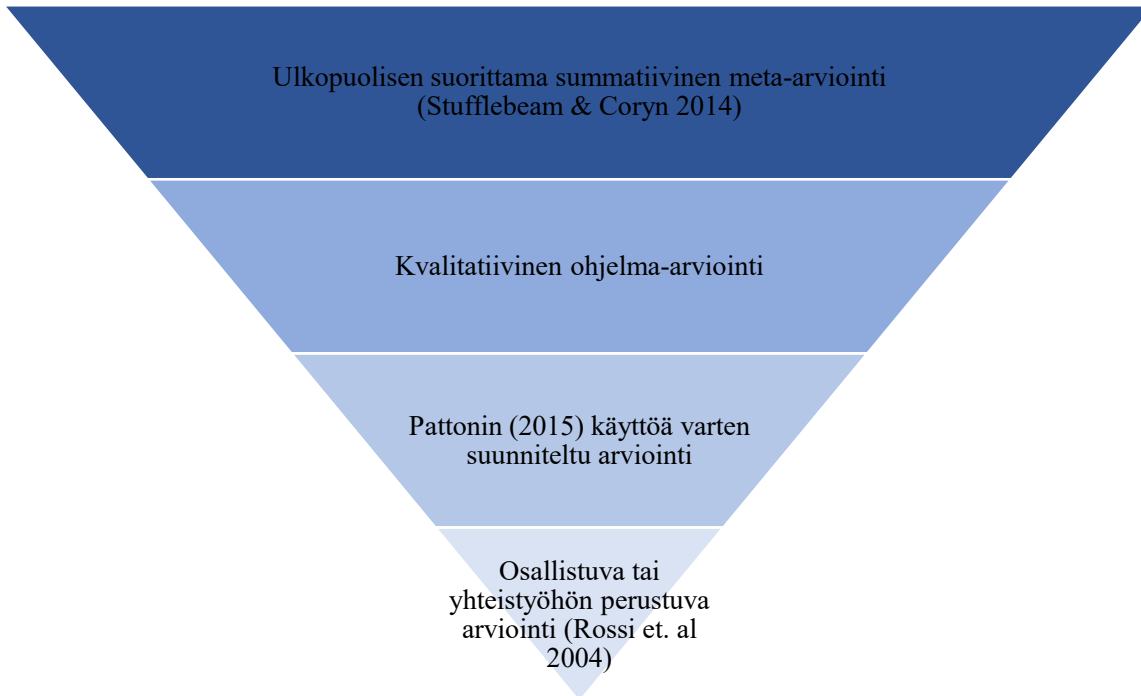 Ulkopuolisen suorittama summatiivinen meta-arviointi
(Stufflebeam & Coryn 2014)
Kvalitatiivinen ohjelma-arviointi
Pattonin (2015) käyttöä varten
suunniteltu arviointi
Osallistuva tai
yhteistyöhön perustuva
arviointi (Rossi et. al
2004)